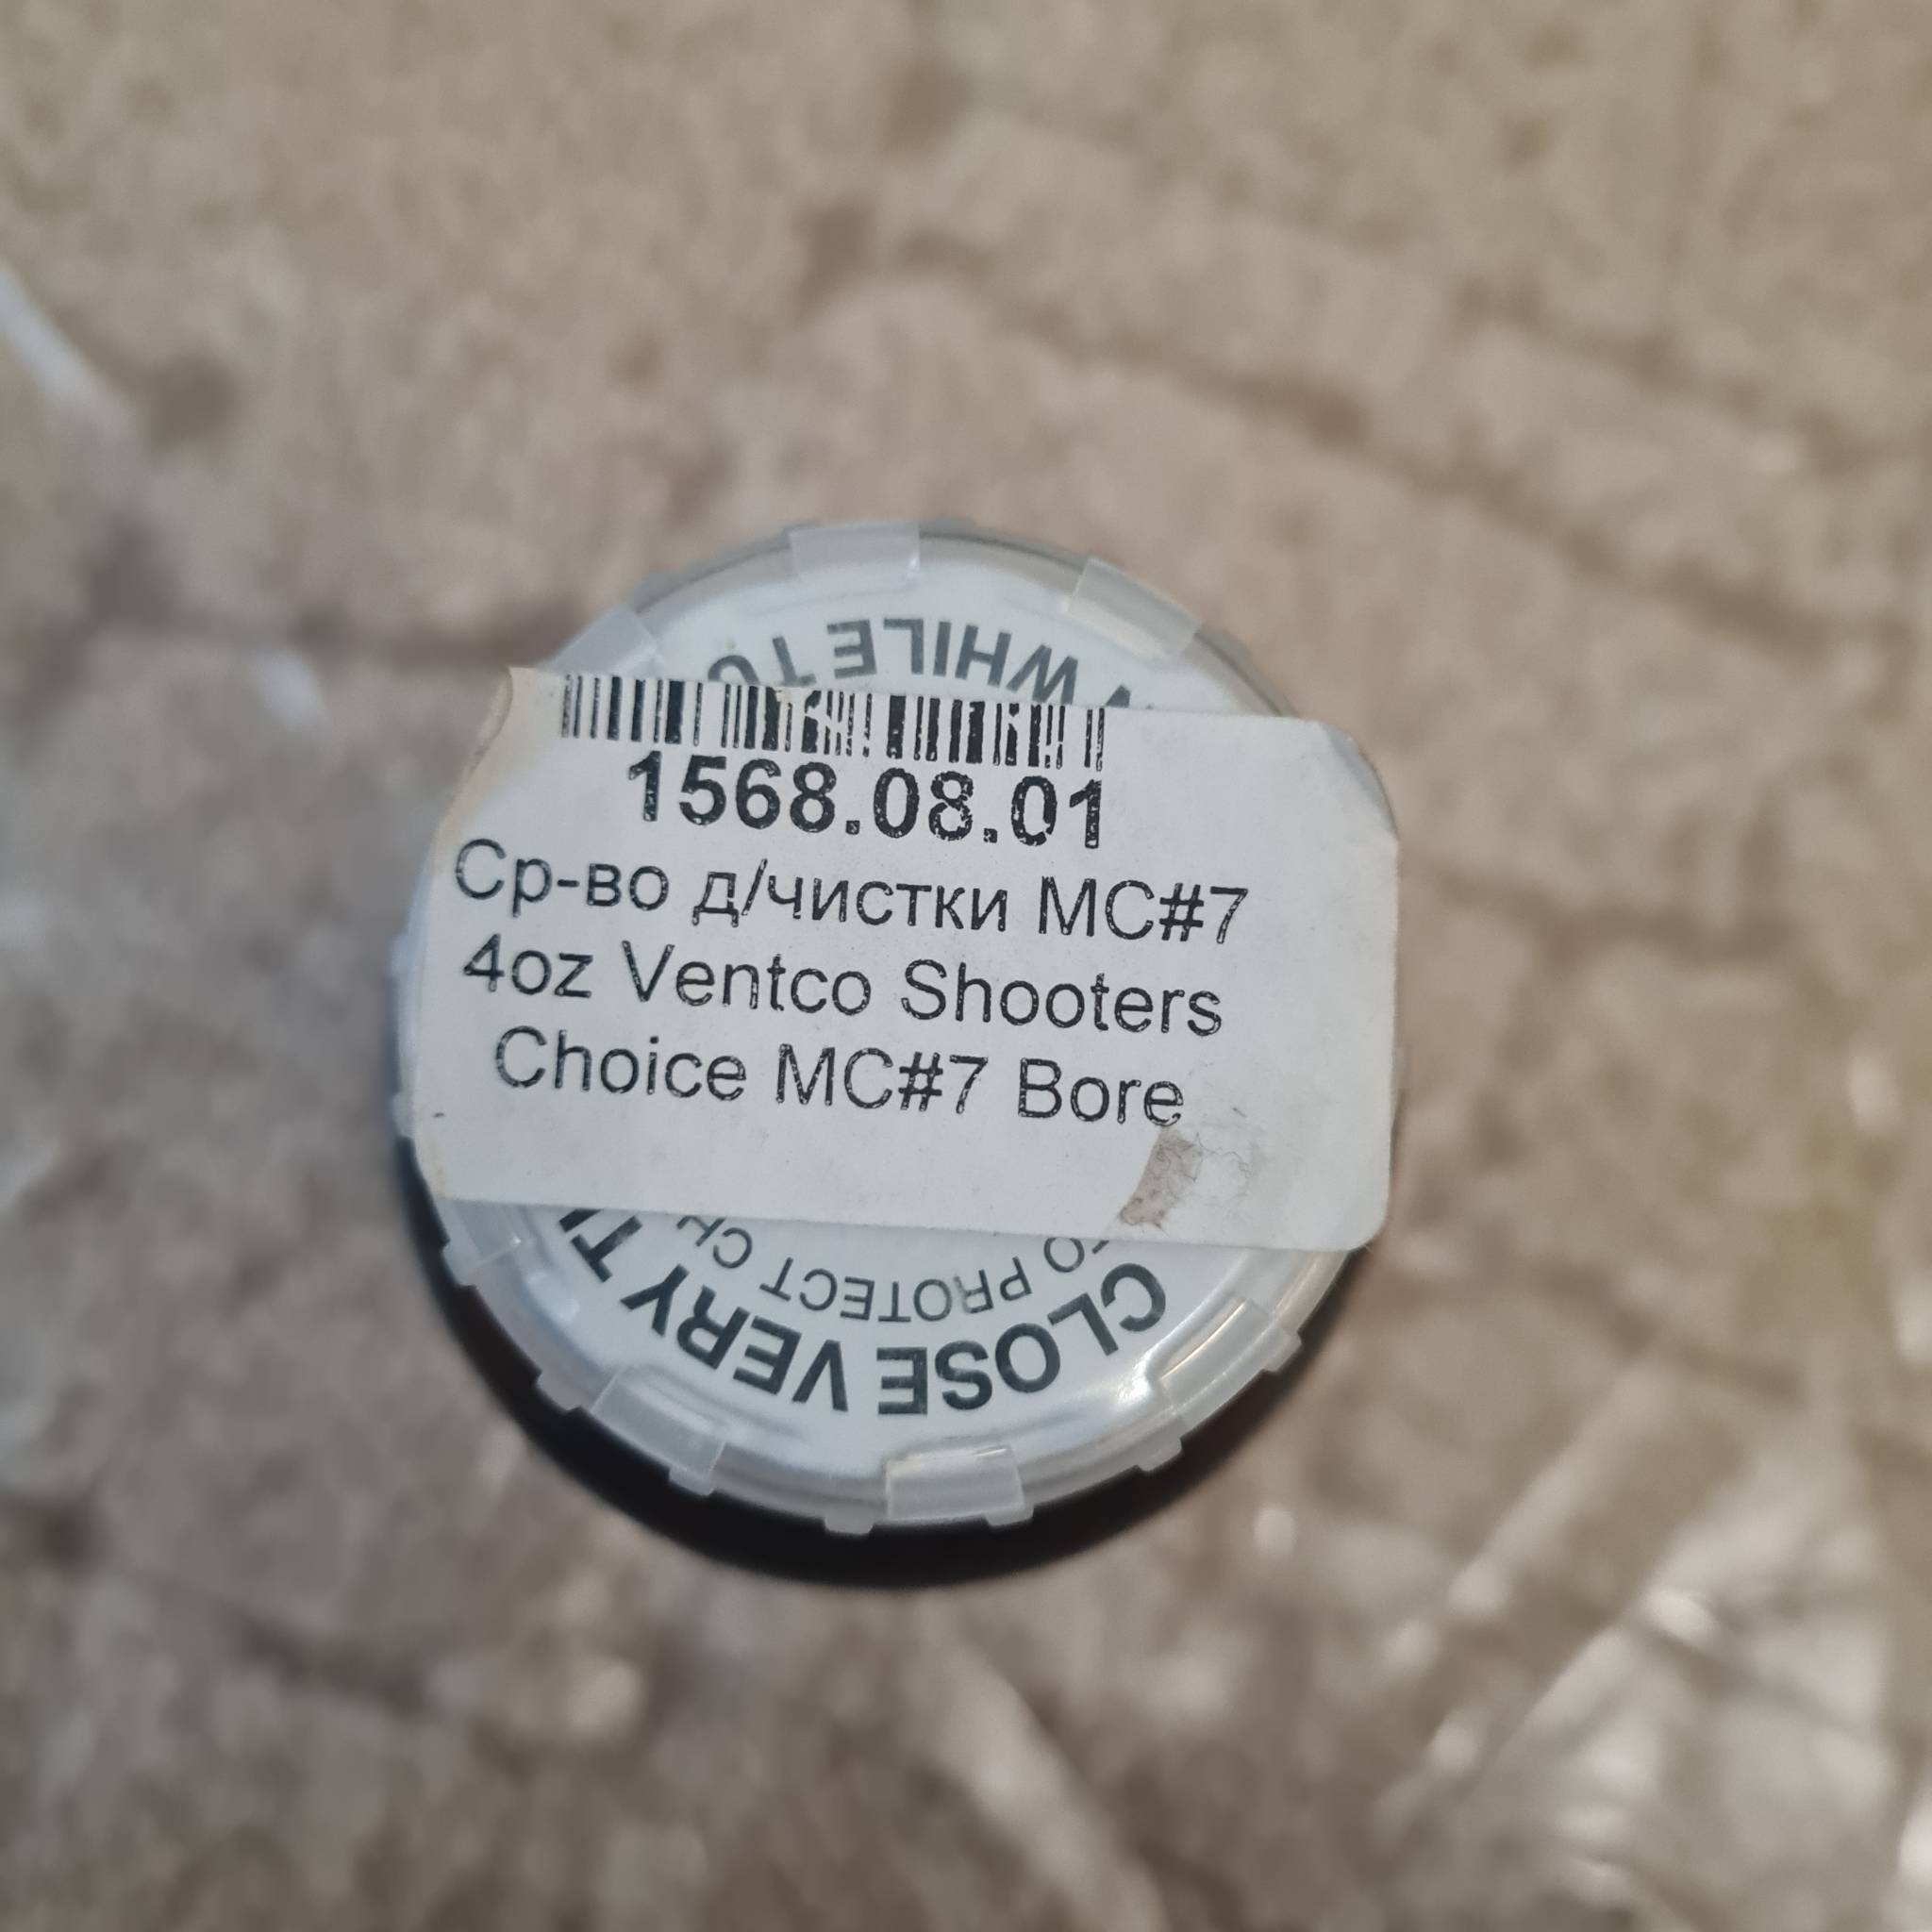 WHILE
1568.08.01
Ср-во д/чистки MC#7
4oz Ventco Shooters
Choice MC#7 Bore
TO PROTECT
CLOSE VERY